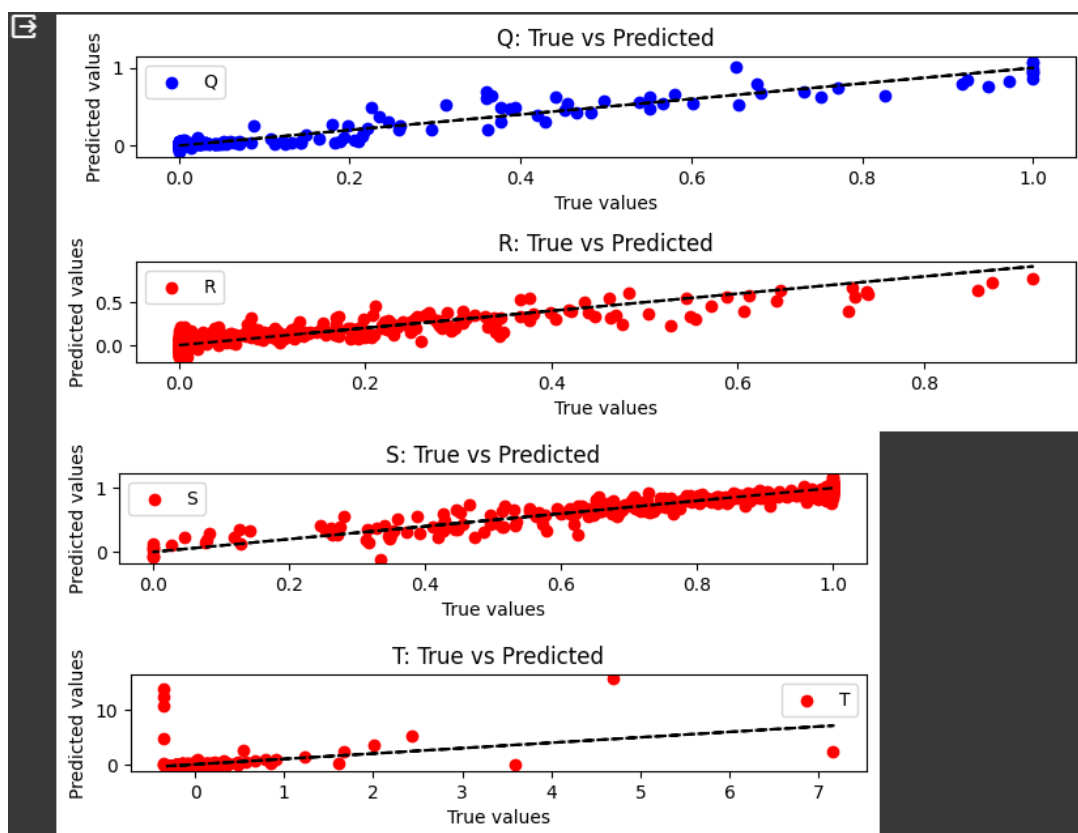 Q: True vs Predicted
Predicted values
1
0
Q
0.0 0.2 0.4 0.6 0.8 1.0
True values
R: True vs Predicted
Predicted values
0.5
0.0
R
0.0 0.2 0.4 0.6 0.8
True values
S: True vs Predicted
Predicted values
1
0
S
0.0 0.2 0.4 0.6 0.8 1.0
True values
T: True vs Predicted
Predicted values
10
0
T
0 1 2 3 4 5 6 7
True values